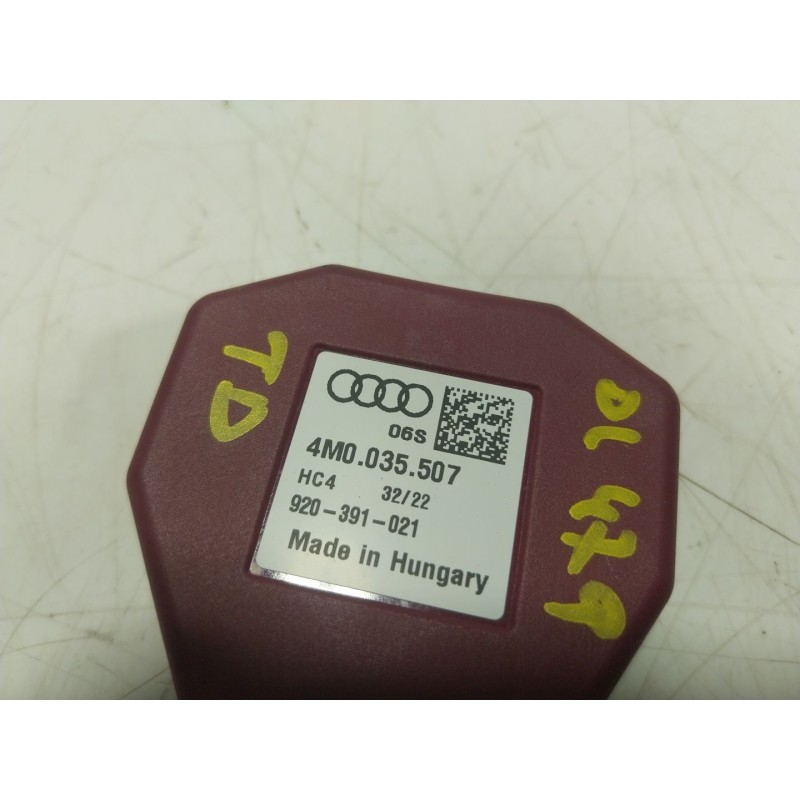 TD
06S
4M0.035.507
HC4 32/22
920-391-021
Made in Hungary